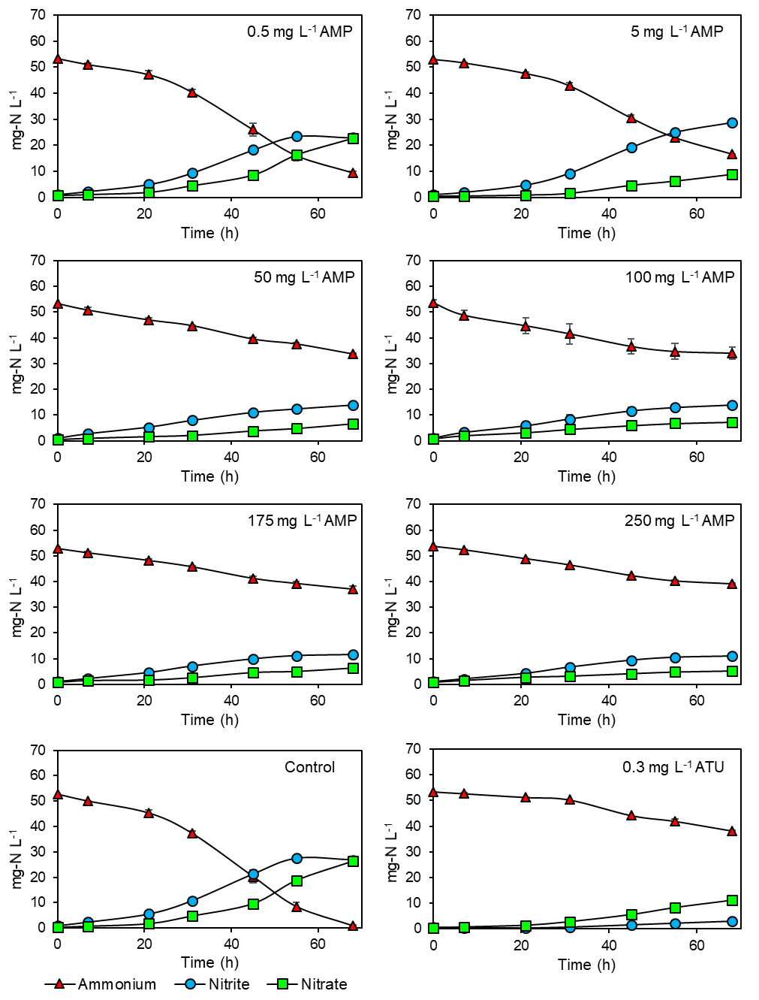 0.5 mg L-1 AMP
70
60
50
40
30
20
10
0
mg-N L-1
0 20 40 60
Time (h)
5 mg L-1 AMP
70
60
50
40
30
20
10
0
mg-N L-1
0 20 40 60
Time (h)
50 mg L-1 AMP
70
60
50
40
30
20
10
0
mg-N L-1
0 20 40 60
Time (h)
100 mg L-1 AMP
70
60
50
40
30
20
10
0
mg-N L-1
0 20 40 60
Time (h)
175 mg L-1 AMP
70
60
50
40
30
20
10
0
mg-N L-1
0 20 40 60
Time (h)
250 mg L-1 AMP
70
60
50
40
30
20
10
0
mg-N L-1
0 20 40 60
Time (h)
Control
70
60
50
40
30
20
10
0
mg-N L-1
0 20 40 60
Time (h)
0.3 mg L-1 ATU
70
60
50
40
30
20
10
0
mg-N L-1
0 20 40 60
Time (h)
Ammonium Nitrite Nitrate